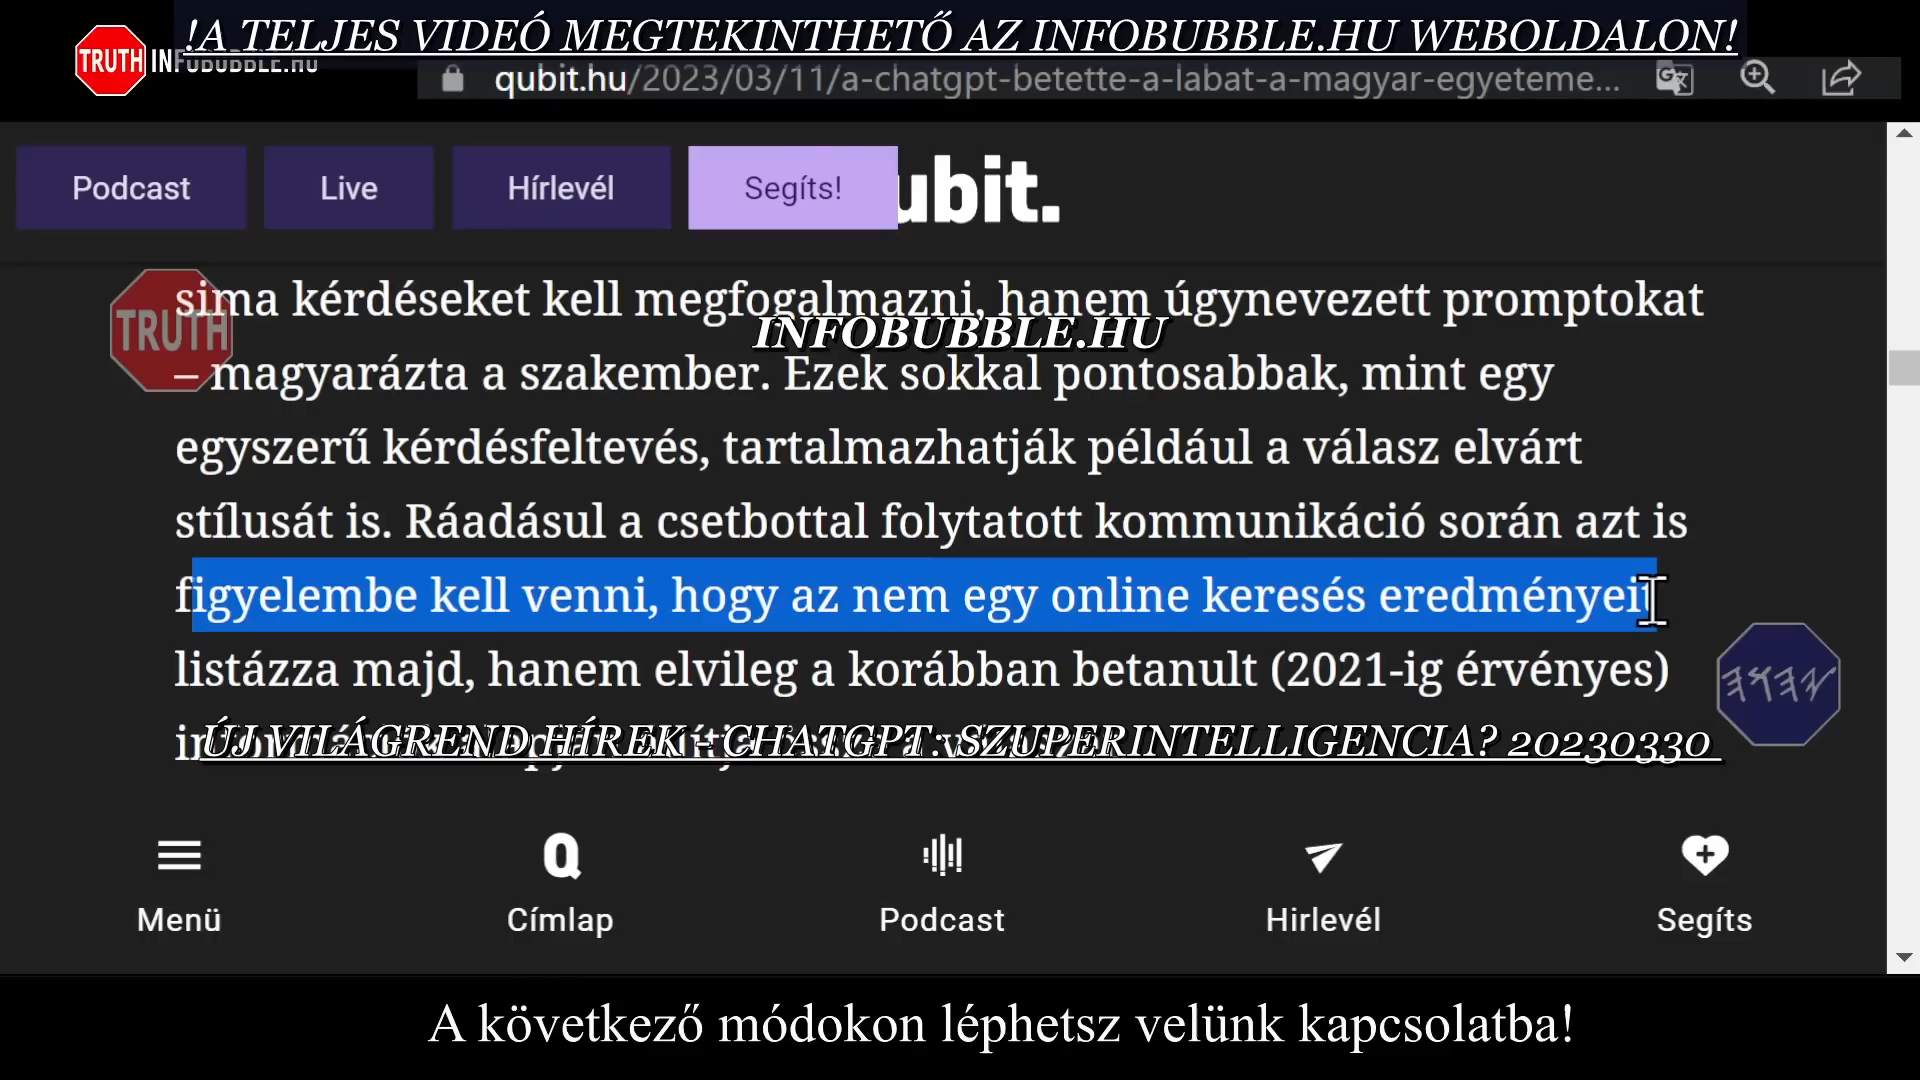 !A TELJES VIDEÓ MEGTEKINTHETŐ AZ INFOBUBBLE.HU WEBOLDALON!
TRUTH INFOBUBBLE.HU
qubit.hu/2023/03/11/a-chatgpt-betette-a-labat-a-magyar-egyeteme...
Podcast Live Hírlevél Segíts! ubit.
sima kérdéseket kell megfogalmazni, hanem úgynevezett promptokat
TRUTH
INFOBUBBLE.HU
– magyarázta a szakember. Ezek sokkal pontosabbak, mint egy
egyszerű kérdésfeltevés, tartalmazhatják például a válasz elvárt
stílusát is. Ráadásul a csetbottal folytatott kommunikáció során azt is
figyelembe kell venni, hogy az nem egy online keresés eredményeit
listázza majd, hanem elvileg a korábban betanult (2021-ig érvényes)
ÚJ VILÁGREND HÍREK - CHATGPT: SZUPERINTELLIGENCIA? 20230330
Menü Címlap Podcast Hirlevél Segíts
A következő módokon léphetsz velünk kapcsolatba!